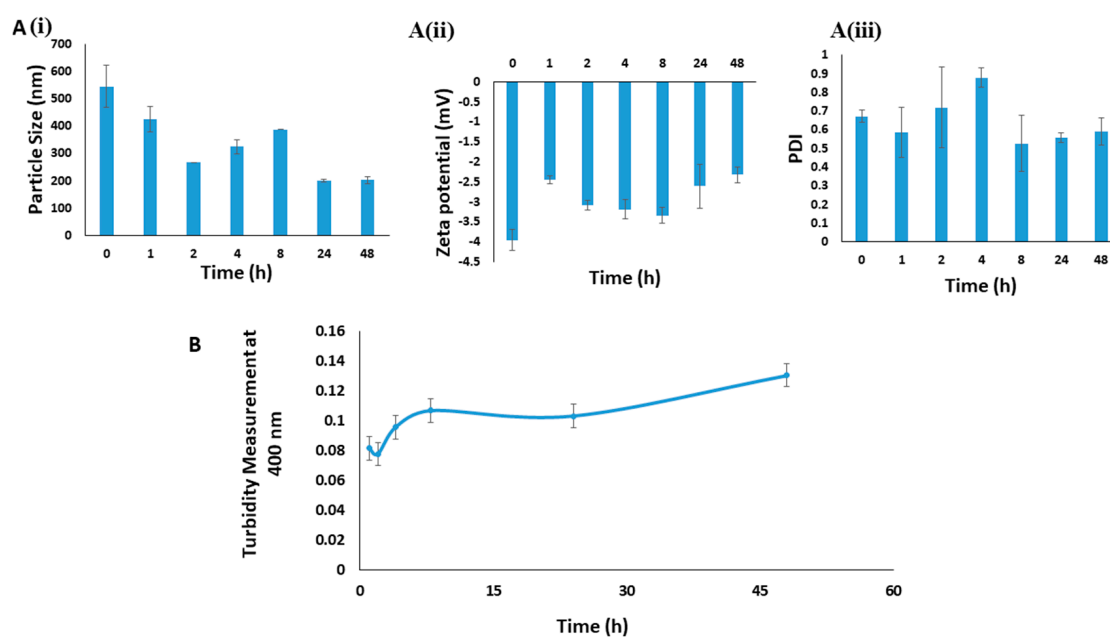 A (i)
700
600
500
400
300
200
100
0
Particle Size (nm)
0 1 2 4 8 24 48
Time (h)
A(ii)
0 1 2 4 8 24 48
0
-0.5
-1
-1.5
-2
-2.5
-3
-3.5
-4
-4.5
Zeta potential (mV)
Time (h)
A(iii)
1
0.9
0.8
0.7
0.6
0.5
0.4
0.3
0.2
0.1
0
PDI
0 1 2 4 8 24 48
Time (h)
B
Turbidity Measurement at
400 nm
0.16
0.14
0.12
0.1
0.08
0.06
0.04
0.02
0
0 15 30 45 60
Time (h)